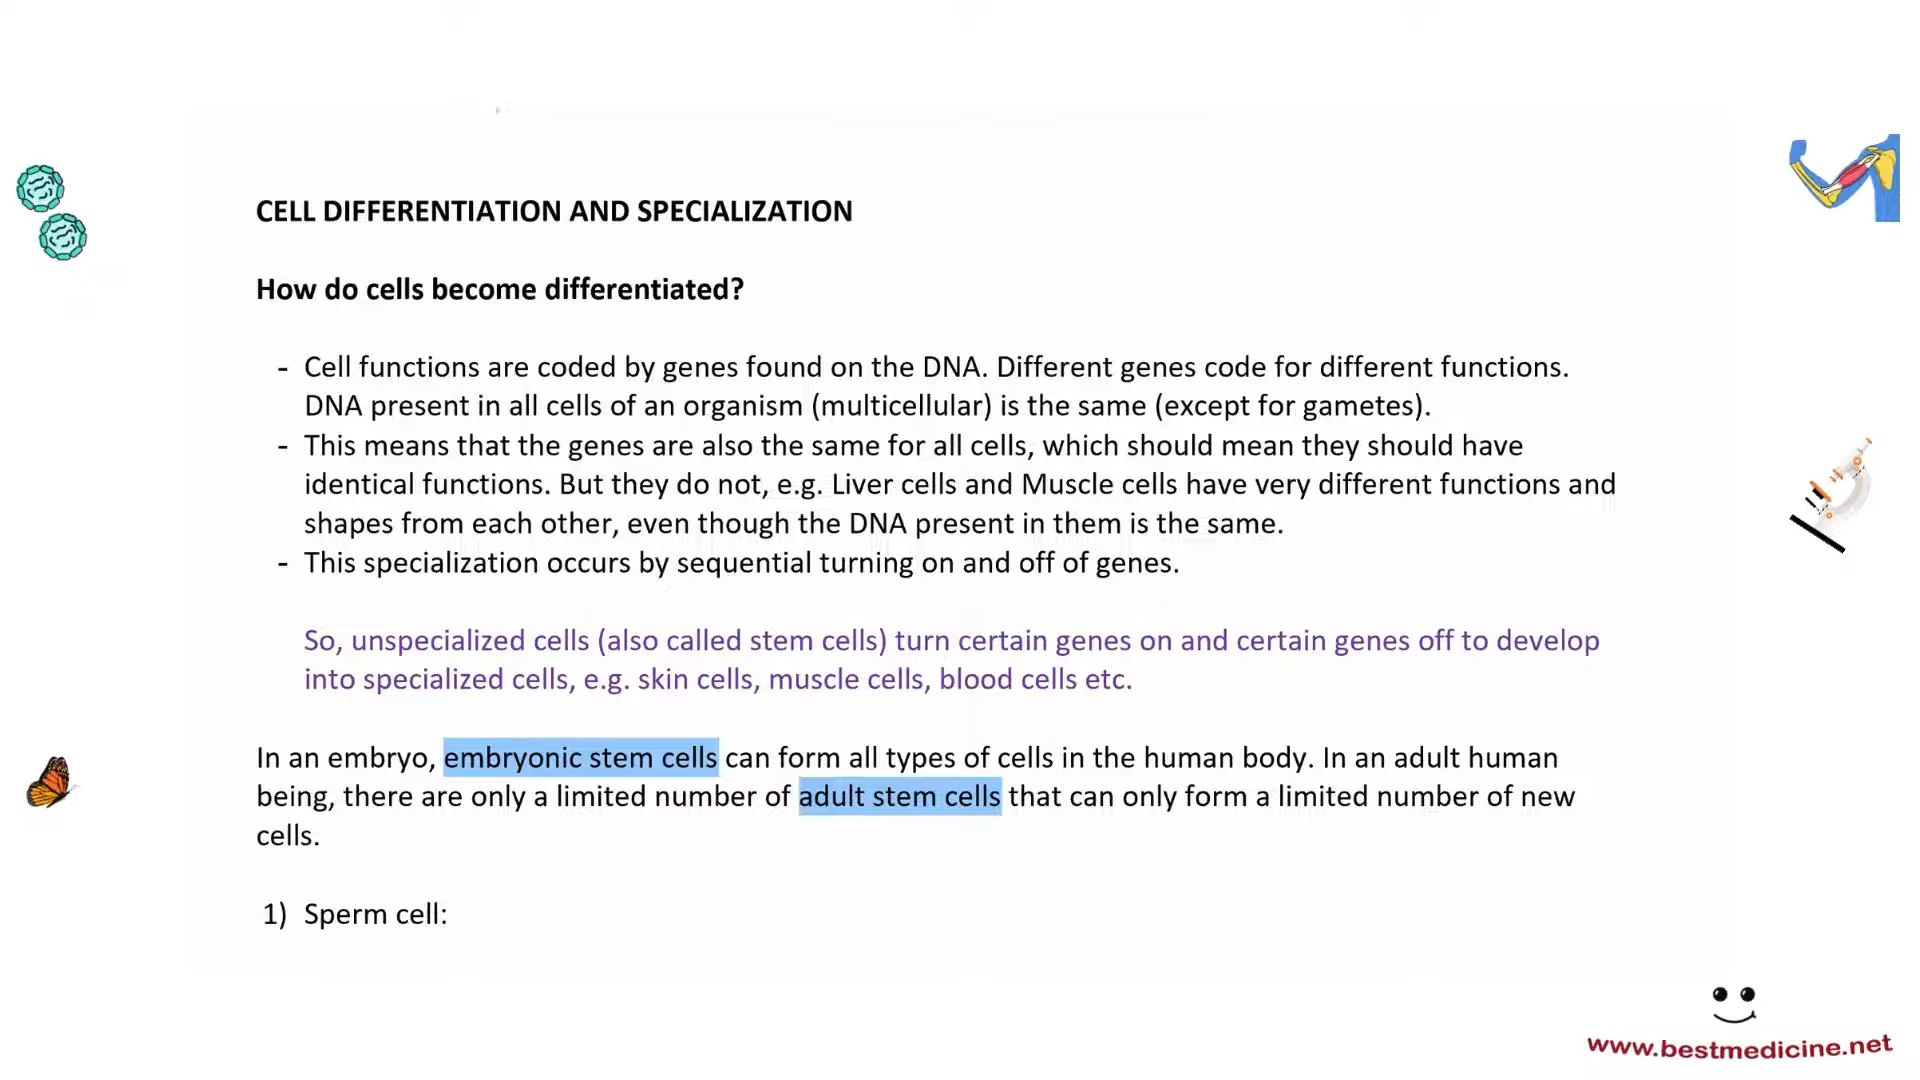 CELL DIFFERENTIATION AND SPECIALIZATION
How do cells become differentiated?
- Cell functions are coded by genes found on the DNA. Different genes code for different functions.
DNA present in all cells of an organism (multicellular) is the same (except for gametes).
- This means that the genes are also the same for all cells, which should mean they should have
identical functions. But they do not, e.g. Liver cells and Muscle cells have very different functions and
shapes from each other, even though the DNA present in them is the same.
- This specialization occurs by sequential turning on and off of genes.
So, unspecialized cells (also called stem cells) turn certain genes on and certain genes off to develop
into specialized cells, e.g. skin cells, muscle cells, blood cells etc.
In an embryo, embryonic stem cells can form all types of cells in the human body. In an adult human
being, there are only a limited number of adult stem cells that can only form a limited number of new
cells.
1) Sperm cell:
www.bestmedicine.net